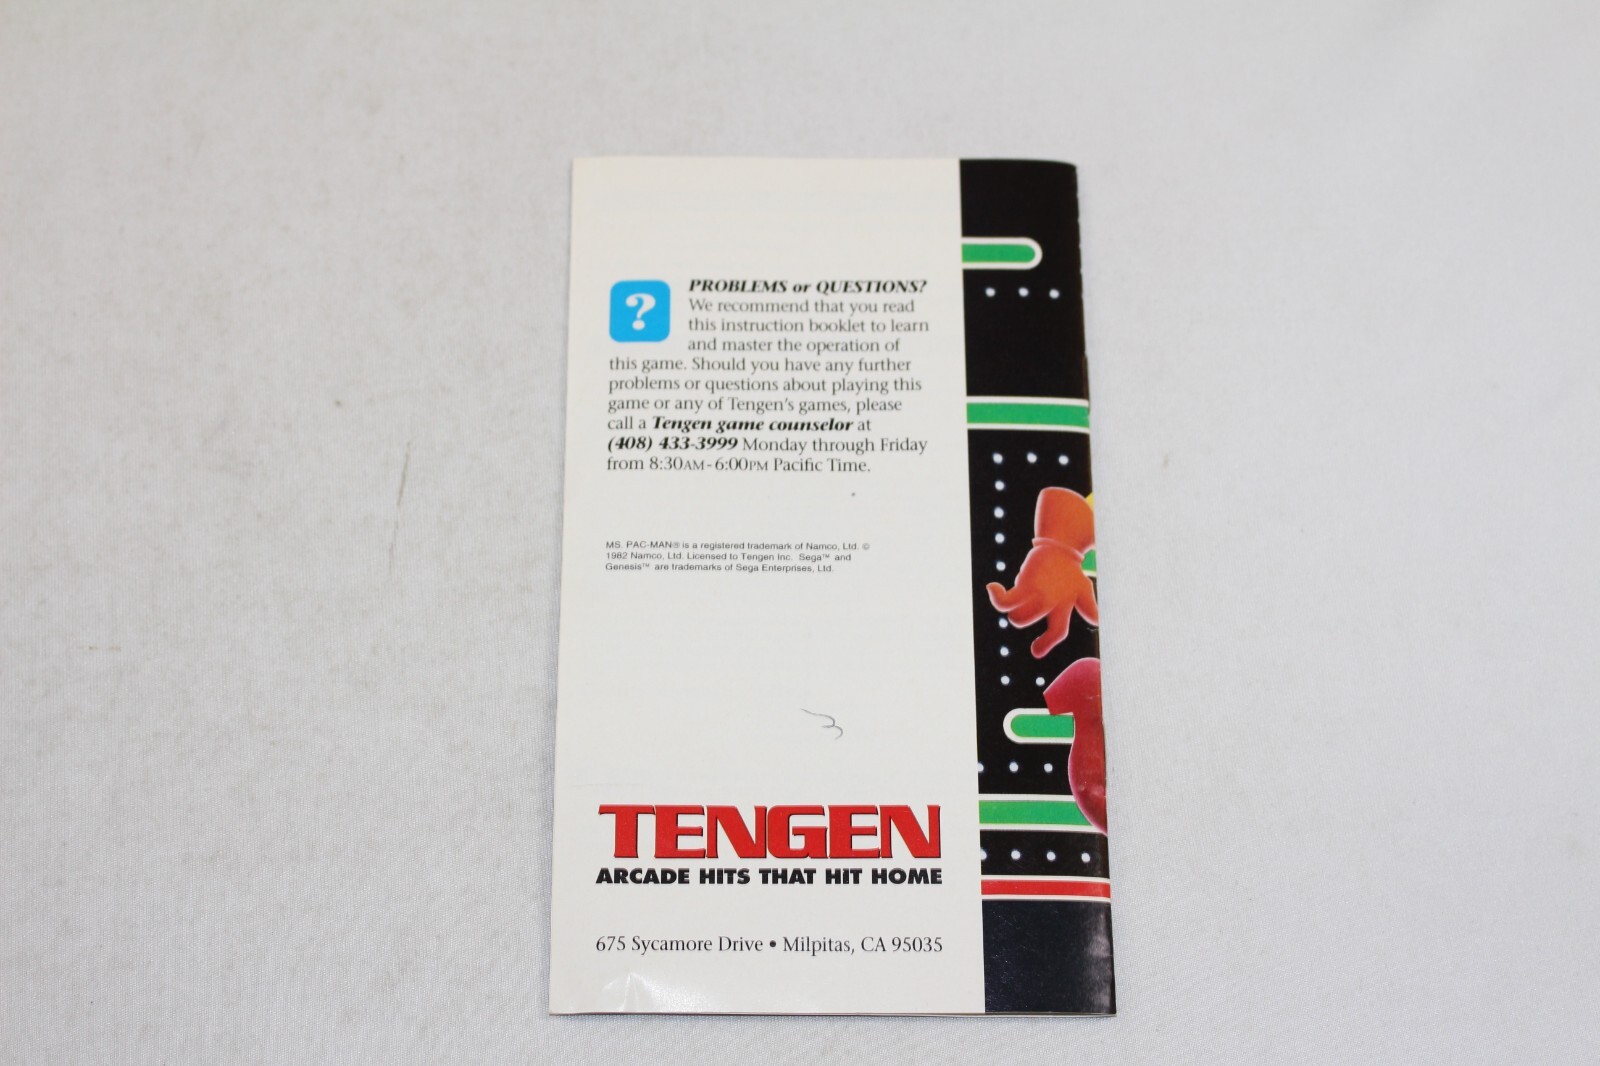 ?
PROBLEMS or QUESTIONS?
We recommend that you read
this instruction booklet to learn
and master the operation of
this game. Should you have any further
problems or questions about playing this
game or any of Tengen's games, please
call a Tengen game counselor at
(408) 433-3999 Monday through Friday
from 8:30AM-6:00PM Pacific Time.
MS. PAC-MAN® is a registered trademark of Namco, Ltd. ©
1982 Namco, Ltd. Licensed to Tengen Inc. Sega™ and
Genesis™ are trademarks of Sega Enterprises, Ltd.
TENGEN
ARCADE HITS THAT HIT HOME
675 Sycamore Drive • Milpitas, CA 95035